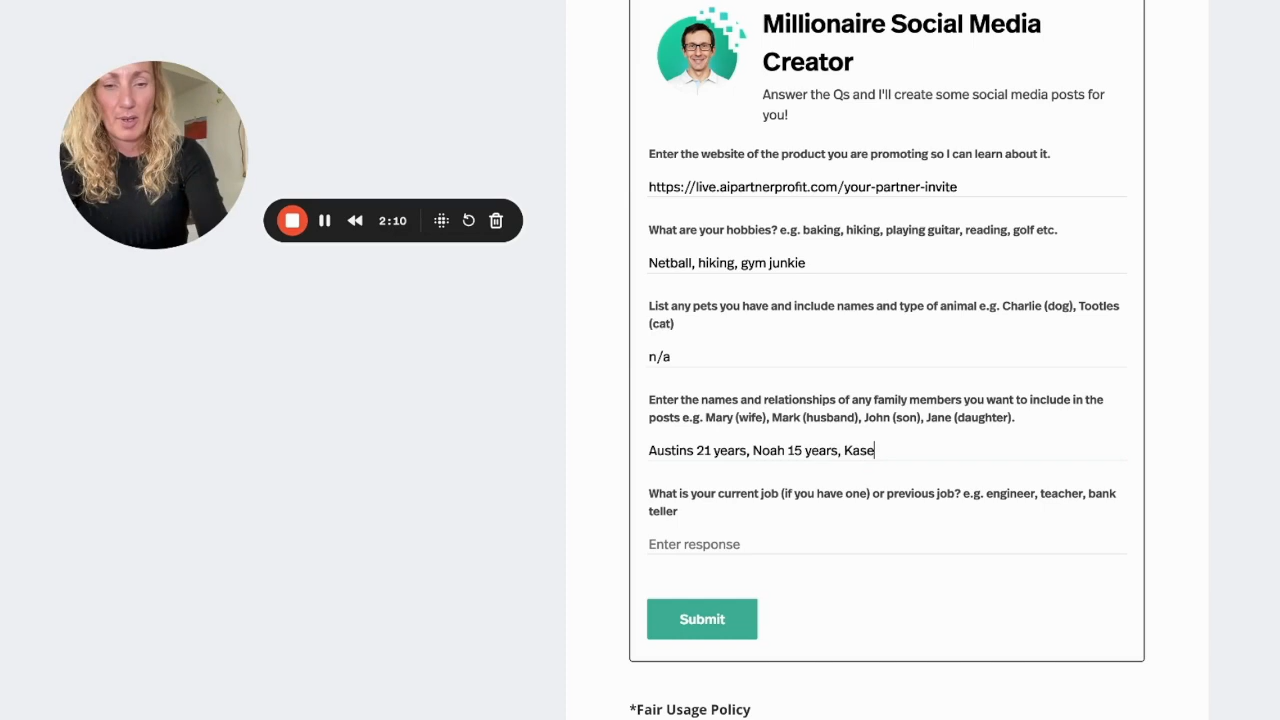 Millionaire Social Media
Creator
Answer the Qs and I'll create some social media posts for
you!
Enter the website of the product you are promoting so I can learn about it.
https://live.aipartnerprofit.com/your-partner-invite
What are your hobbies? e.g. baking, hiking, playing guitar, reading, golf etc.
Netball, hiking, gym junkie
2:10
List any pets you have and include names and type of animal e.g. Charlie (dog), Tootles
(cat)
n/a
Enter the names and relationships of any family members you want to include in the
posts e.g. Mary (wife), Mark (husband), John (son), Jane (daughter).
Austins 21 years, Noah 15 years, Kase
What is your current job (if you have one) or previous job? e.g. engineer, teacher, bank
teller
Enter response
Submit
*Fair Usage Policy